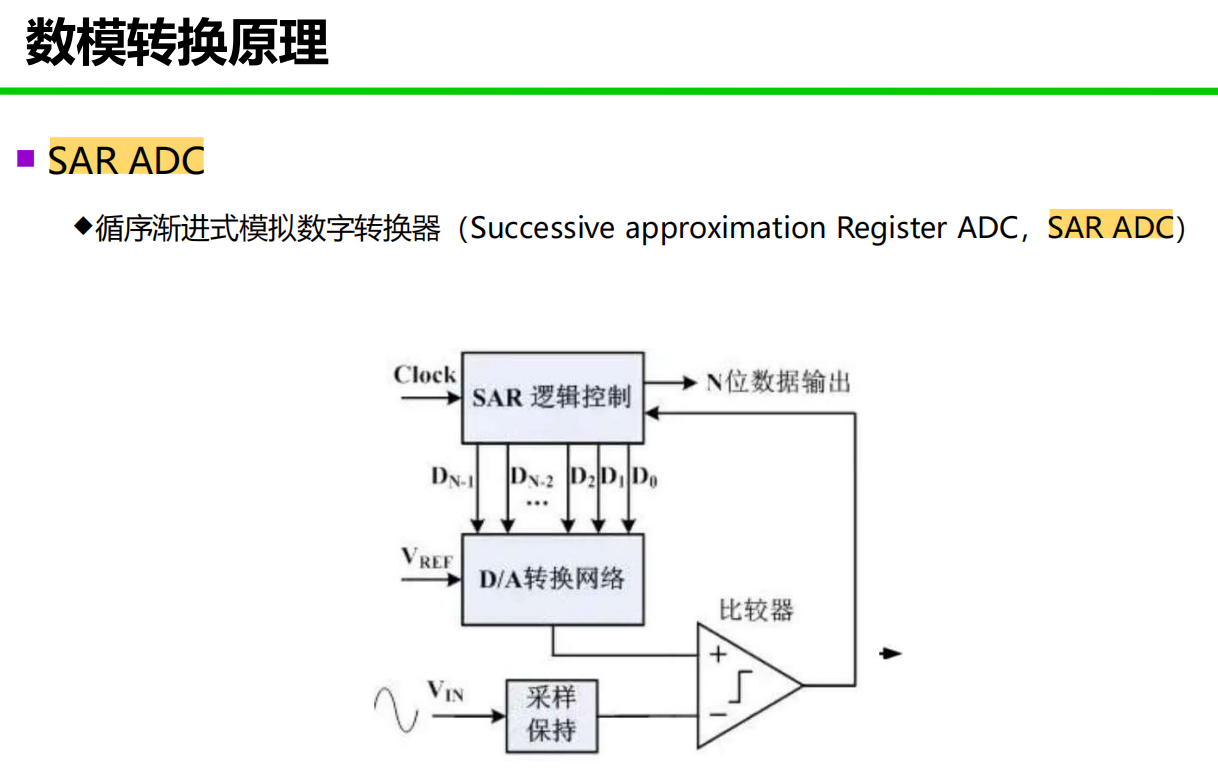 数模转换原理
SAR ADC
循序渐进式模拟数字转换器（Successive approximation Register ADC，SAR ADC）
Clock
SAR 逻辑控制
N位数据输出
DN-1 DN-2 ... D2 D1 D0
VREF
D/A转换网络
比较器
+
VIN
采样
保持
−